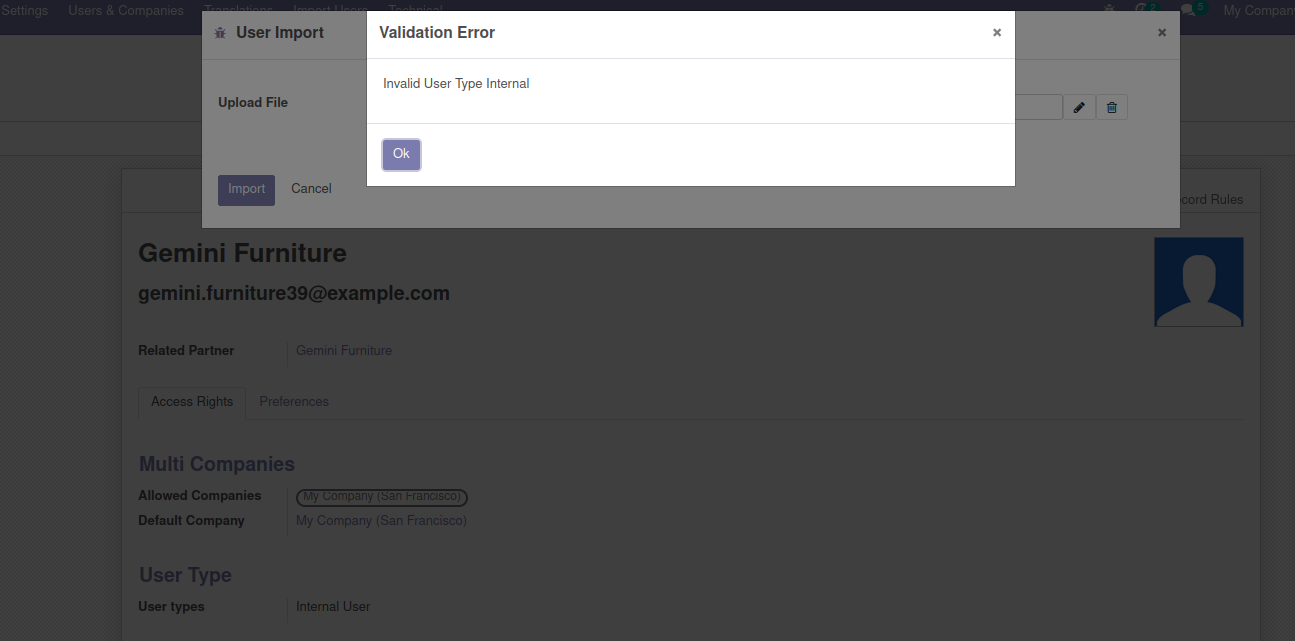 Settings Users & Companies Translations Import Users Technical 2 5 My Company
User Import
Validation Error
×
×
Invalid User Type Internal
Upload File
Ok
Import Cancel
cord Rules
Gemini Furniture
gemini.furniture39@example.com
Related Partner Gemini Furniture
Access Rights Preferences
Multi Companies
Allowed Companies My Company (San Francisco)
Default Company My Company (San Francisco)
User Type
User types Internal User